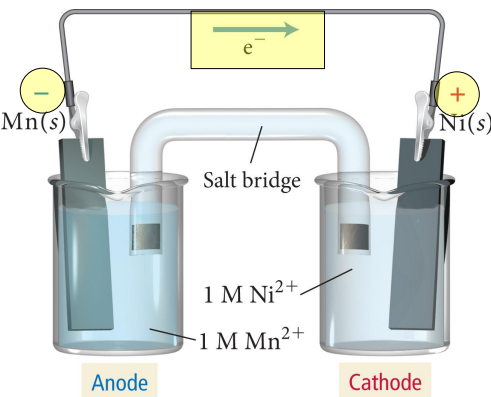 e⁻
−
+
Mn(s)
Ni(s)
Salt bridge
1 M Ni²⁺
1 M Mn²⁺
Anode
Cathode